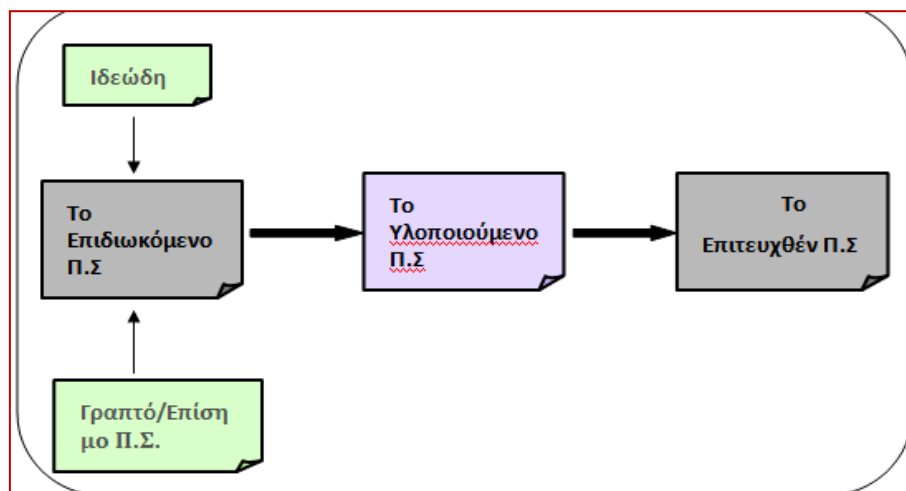 Ιδεώδη
Το
Επιδιωκόμενο
Π.Σ
Το
Υλοποιούμενο
Π.Σ
Το
Επιτευχθέν Π.Σ
Γραπτό/Επίση
μο Π.Σ.